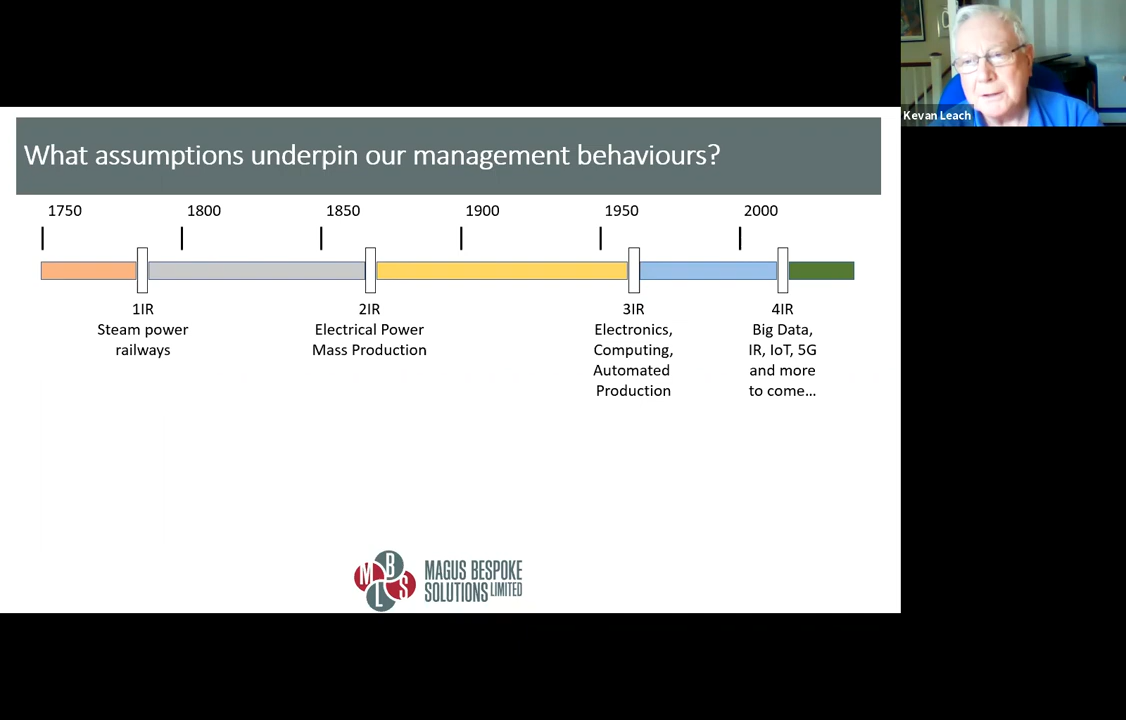 Kevan Leach
What assumptions underpin our management behaviours?
1750 1800 1850 1900 1950 2000
1IR
Steam power
railways
2IR
Electrical Power
Mass Production
3IR
Electronics,
Computing,
Automated
Production
4IR
Big Data,
IR, IoT, 5G
and more
to come...
M B L S
MAGUS BESPOKE
SOLUTIONS LIMITED